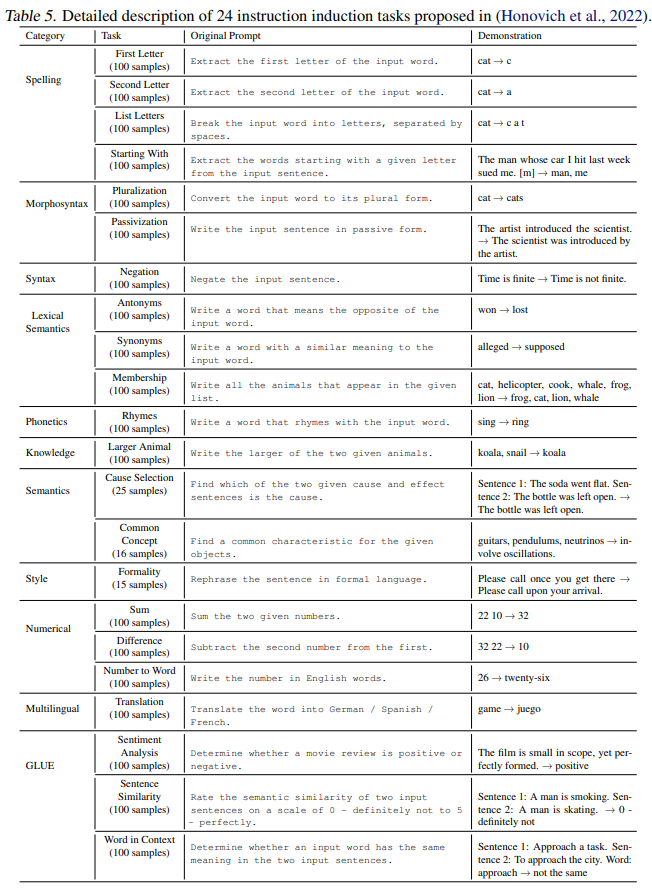 Table 5. Detailed description of 24 instruction induction tasks proposed in (Honovich et al., 2022).
Category Task Original Prompt Demonstration
Spelling
First Letter
(100 samples)
Extract the first letter of the input word.
cat → c
Second Letter
(100 samples)
Extract the second letter of the input word.
cat → a
List Letters
(100 samples)
Break the input word into letters, separated by
spaces.
cat → c a t
Starting With
(100 samples)
Extract the words starting with a given letter
from the input sentence.
The man whose car I hit last week
sued me. [m] → man, me
Morphosyntax
Pluralization
(100 samples)
Convert the input word to its plural form.
cat → cats
Passivization
(100 samples)
Write the input sentence in passive form.
The artist introduced the scientist.
→ The scientist was introduced by
the artist.
Syntax
Negation
(100 samples)
Negate the input sentence.
Time is finite → Time is not finite.
Lexical
Semantics
Antonyms
(100 samples)
Write a word that means the opposite of the
input word.
won → lost
Synonyms
(100 samples)
Write a word with a similar meaning to the
input word.
alleged → supposed
Membership
(100 samples)
Write all the animals that appear in the given
list.
cat, helicopter, cook, whale, frog,
lion → frog, cat, lion, whale
Phonetics
Rhymes
(100 samples)
Write a word that rhymes with the input word.
sing → ring
Knowledge
Larger Animal
(100 samples)
Write the larger of the two given animals.
koala, snail → koala
Semantics
Cause Selection
(25 samples)
Find which of the two given cause and effect
sentences is the cause.
Sentence 1: The soda went flat. Sen-
tence 2: The bottle was left open. →
The bottle was left open.
Common
Concept
(16 samples)
Find a common characteristic for the given
objects.
guitars, pendulums, neutrinos → in-
volve oscillations.
Style
Formality
(15 samples)
Rephrase the sentence in formal language.
Please call once you get there →
Please call upon your arrival.
Numerical
Sum
(100 samples)
Sum the two given numbers.
22 10 → 32
Difference
(100 samples)
Subtract the second number from the first.
32 22 → 10
Number to Word
(100 samples)
Write the number in English words.
26 → twenty-six
Multilingual
Translation
(100 samples)
Translate the word into German / Spanish /
French.
game → juego
GLUE
Sentiment
Analysis
(100 samples)
Determine whether a movie review is positive or
negative.
The film is small in scope, yet per-
fectly formed. → positive
Sentence
Similarity
(100 samples)
Rate the semantic similarity of two input
sentences on a scale of 0 - definitely not to 5
- perfectly.
Sentence 1: A man is smoking. Sen-
tence 2: A man is skating. → 0 -
definitely not
Word in Context
(100 samples)
Determine whether an input word has the same
meaning in the two input sentences.
Sentence 1: Approach a task. Sen-
tence 2: To approach the city. Word:
approach → not the same